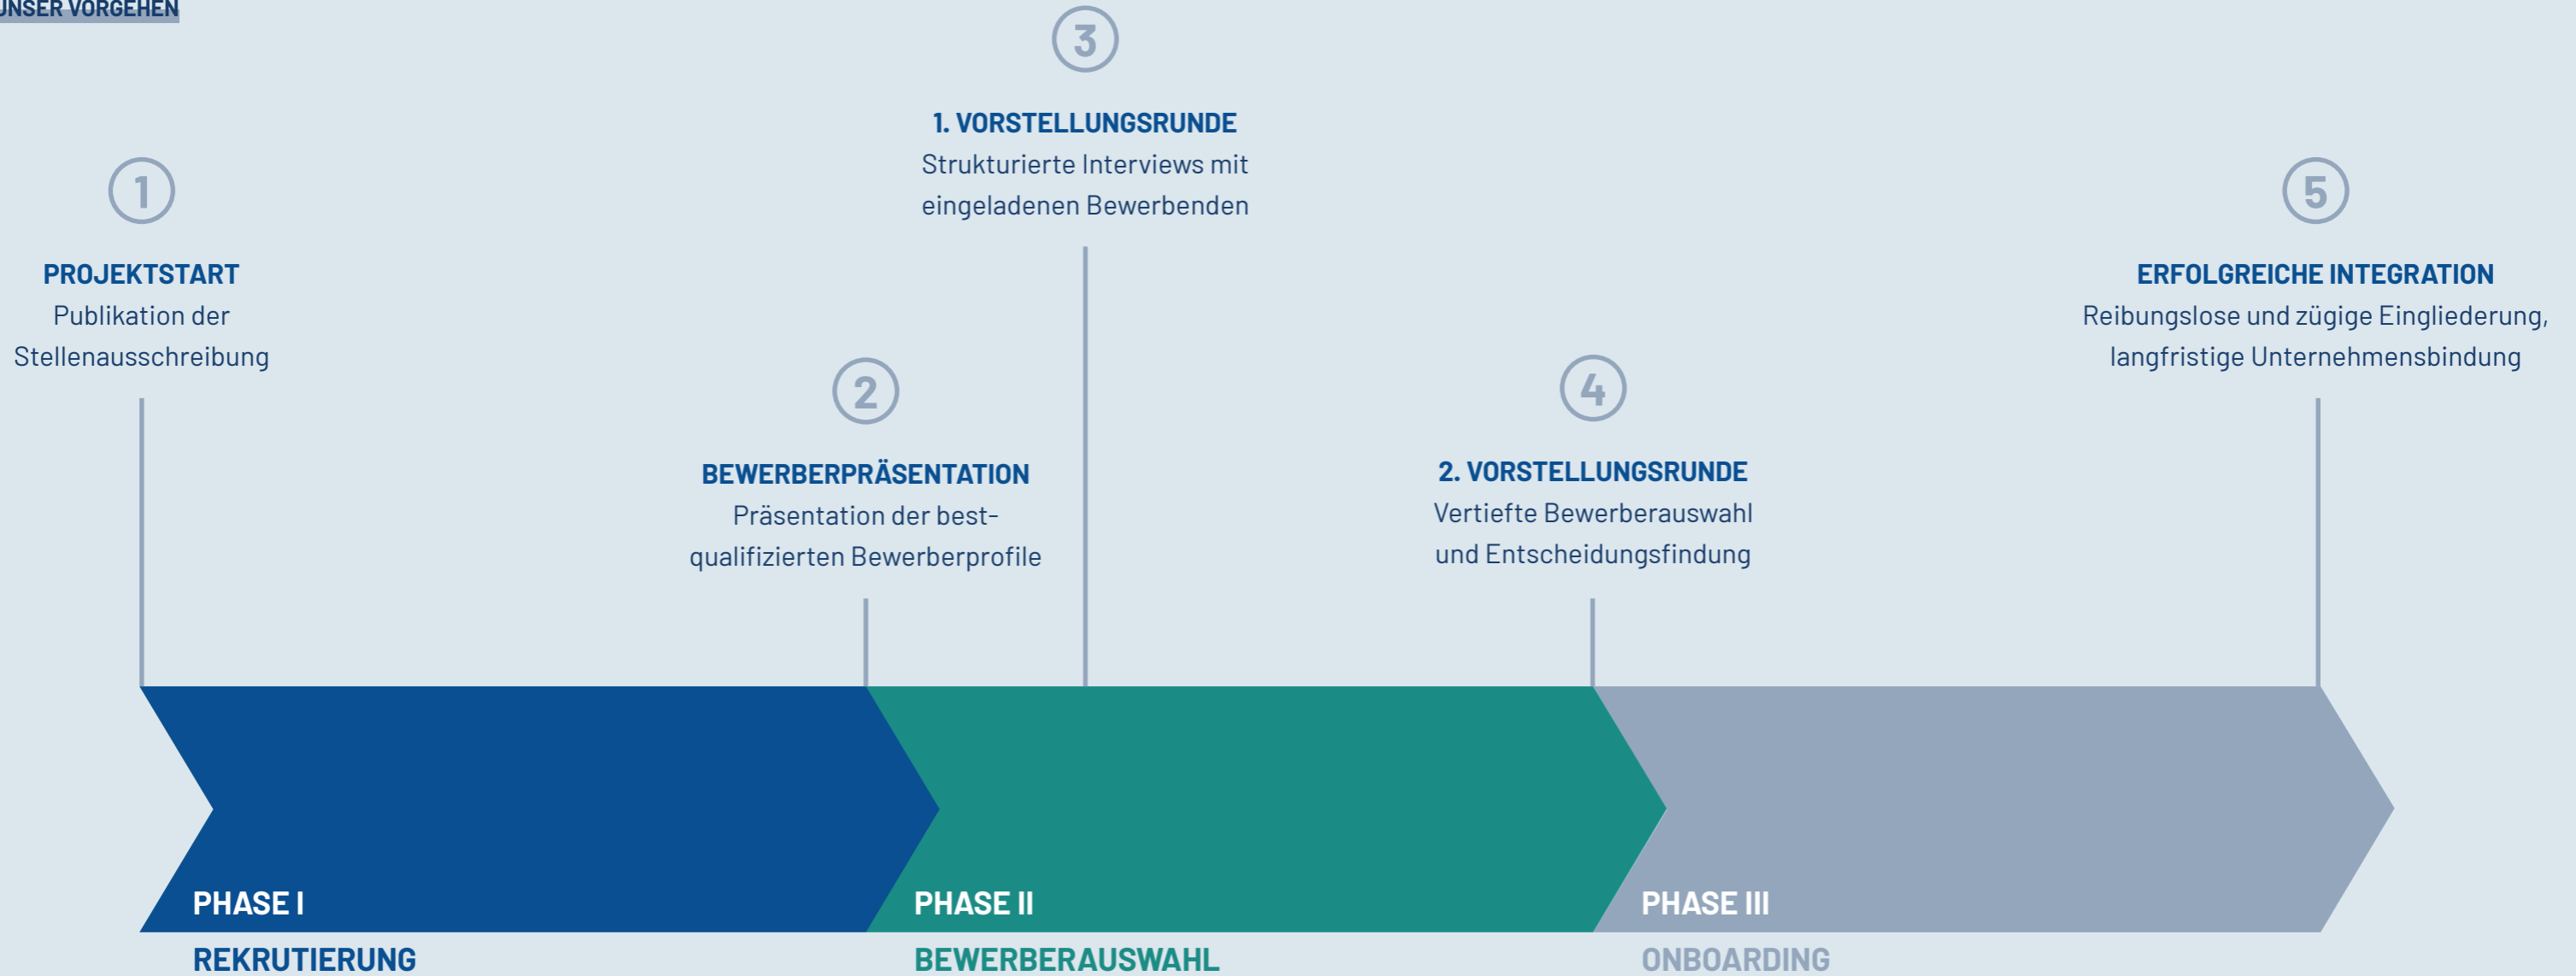 UNSER VORGEHEN
1
PROJEKTSTART
Publikation der
Stellenausschreibung
2
BEWERBERPRÄSENTATION
Präsentation der best-
qualifizierten Bewerberprofile
3
1. VORSTELLUNGSRUNDE
Strukturierte Interviews mit
eingeladenen Bewerbenden
4
2. VORSTELLUNGSRUNDE
Vertiefte Bewerberauswahl
und Entscheidungsfindung
5
ERFOLGREICHE INTEGRATION
Reibungslose und zügige Eingliederung,
langfristige Unternehmensbindung
PHASE I
REKRUTIERUNG
PHASE II
BEWERBERAUSWAHL
PHASE III
ONBOARDING